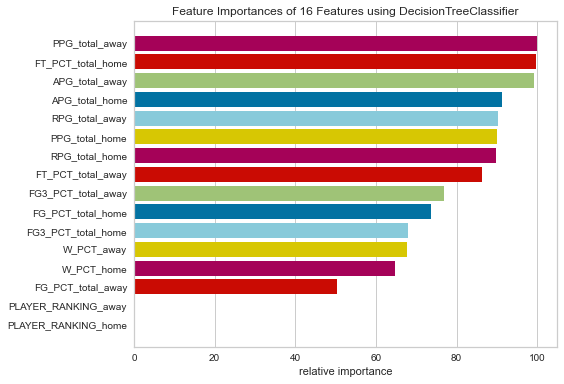 Feature Importances of 16 Features using DecisionTreeClassifier
PPG_total_away
FT_PCT_total_home
APG_total_away
APG_total_home
RPG_total_away
PPG_total_home
RPG_total_home
FT_PCT_total_away
FG3_PCT_total_away
FG_PCT_total_home
FG3_PCT_total_home
W_PCT_away
W_PCT_home
FG_PCT_total_away
PLAYER_RANKING_away
PLAYER_RANKING_home
0 20 40 60 80 100
relative importance